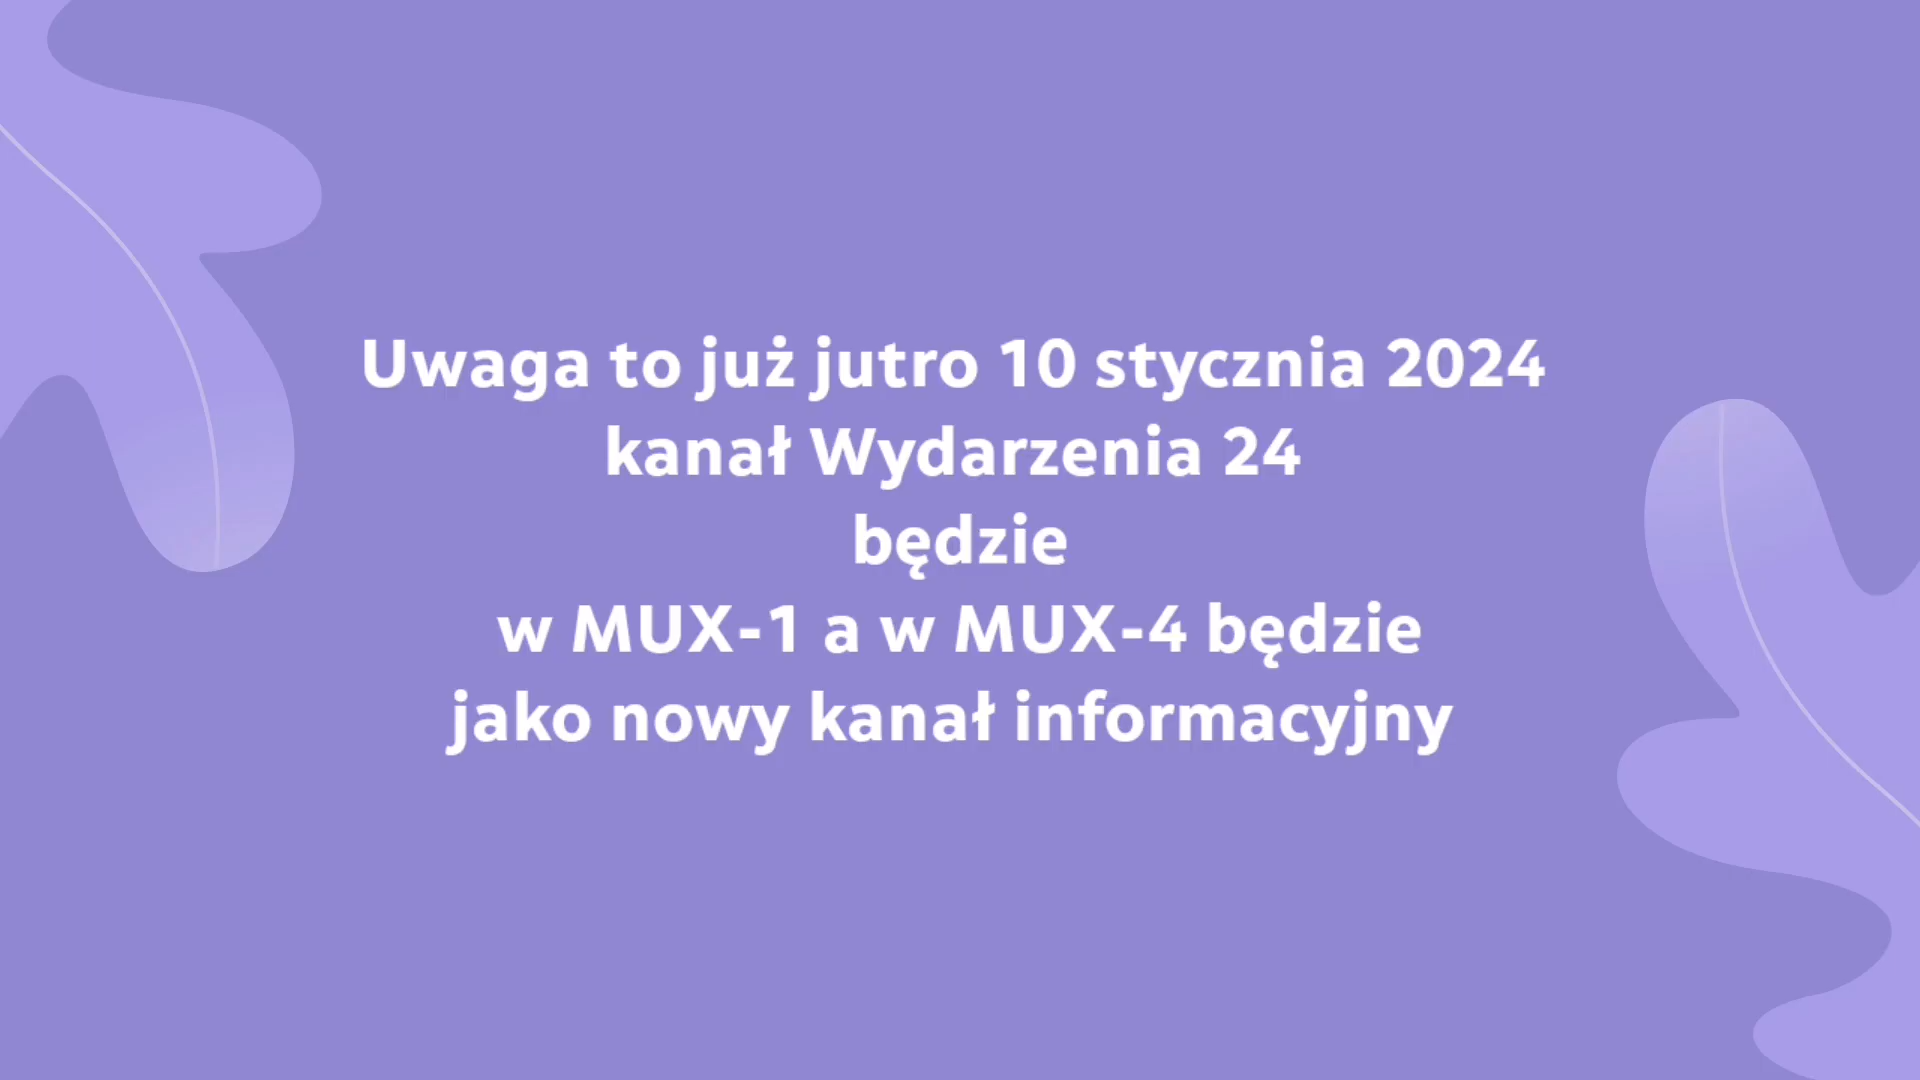 Uwaga to już jutro 10 stycznia 2024
kanał Wydarzenia 24
będzie
w MUX-1 a w MUX-4 będzie
jako nowy kanał informacyjny